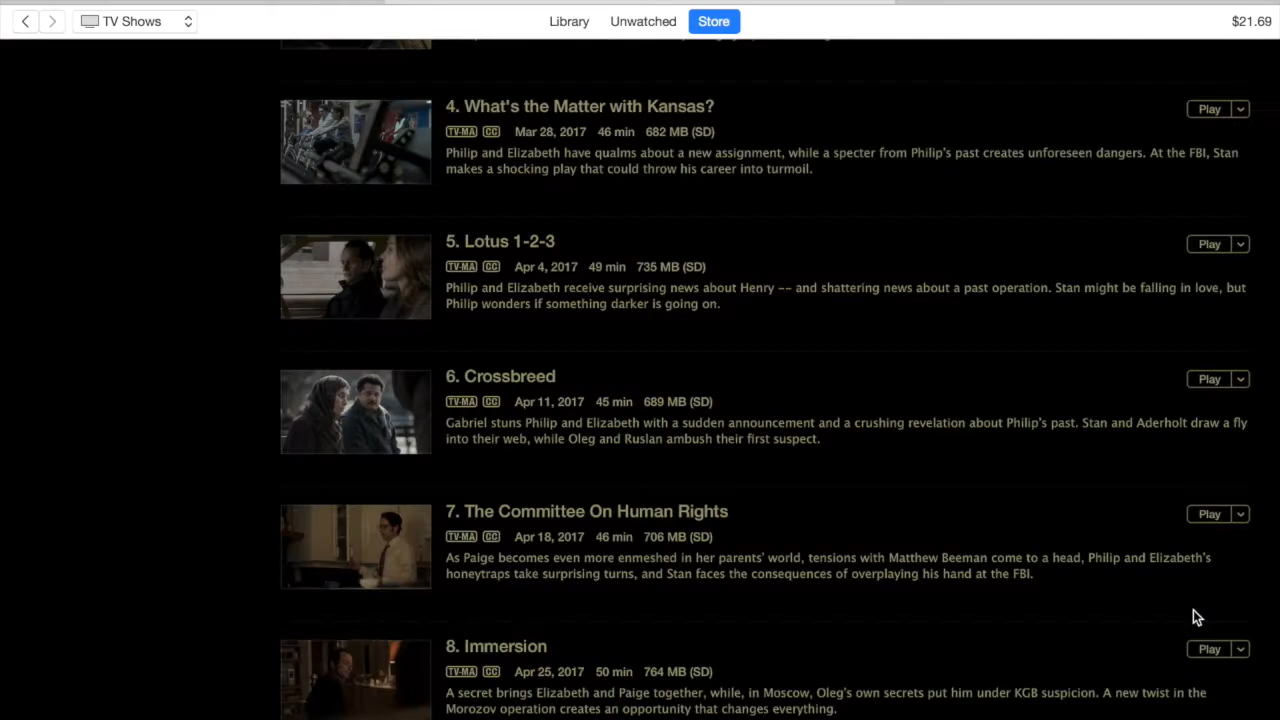 TV Shows
Library
Unwatched
Store
$21.69
4. What's the Matter with Kansas?
Play
TV-MA CC Mar 28, 2017 46 min 682 MB (SD)
Philip and Elizabeth have qualms about a new assignment, while a specter from Philip's past creates unforeseen dangers. At the FBI, Stan
makes a shocking play that could throw his career into turmoil.
5. Lotus 1-2-3
Play
TV-MA CC Apr 4, 2017 49 min 735 MB (SD)
Philip and Elizabeth receive surprising news about Henry -- and shattering news about a past operation. Stan might be falling in love, but
Philip wonders if something darker is going on.
6. Crossbreed
Play
TV-MA CC Apr 11, 2017 45 min 689 MB (SD)
Gabriel stuns Philip and Elizabeth with a sudden announcement and a crushing revelation about Philip's past. Stan and Aderholt draw a fly
into their web, while Oleg and Ruslan ambush their first suspect.
7. The Committee On Human Rights
Play
TV-MA CC Apr 18, 2017 46 min 706 MB (SD)
As Paige becomes even more enmeshed in her parents' world, tensions with Matthew Beeman come to a head, Philip and Elizabeth's
honeytraps take surprising turns, and Stan faces the consequences of overplaying his hand at the FBI.
8. Immersion
Play
TV-MA CC Apr 25, 2017 50 min 764 MB (SD)
A secret brings Elizabeth and Paige together, while, in Moscow, Oleg's own secrets put him under KGB suspicion. A new twist in the
Morozov operation creates an opportunity that changes everything.